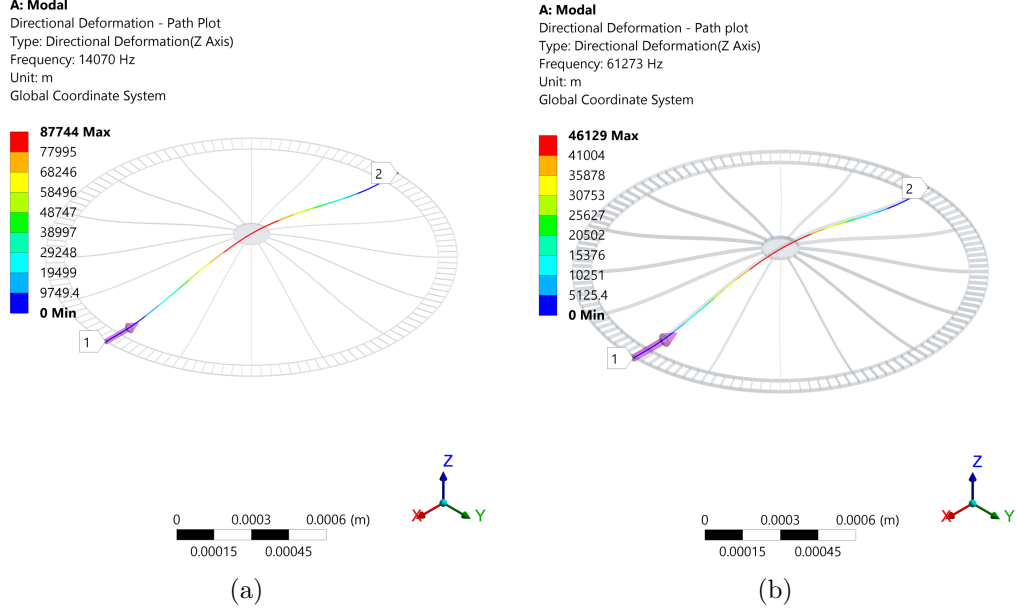 A: Modal
Directional Deformation - Path Plot
Type: Directional Deformation(Z Axis)
Frequency: 14070 Hz
Unit: m
Global Coordinate System
87744 Max
77995
68246
58496
48747
38997
29248
19499
9749.4
0 Min
1
2
Z
X
Y
0
0.0003
0.0006 (m)
0.00015
0.00045
(a)
A: Modal
Directional Deformation - Path plot
Type: Directional Deformation(Z Axis)
Frequency: 61273 Hz
Unit: m
Global Coordinate System
46129 Max
41004
35878
30753
25627
20502
15376
10251
5125.4
0 Min
1
2
Z
X
Y
0
0.0003
0.0006 (m)
0.00015
0.00045
(b)